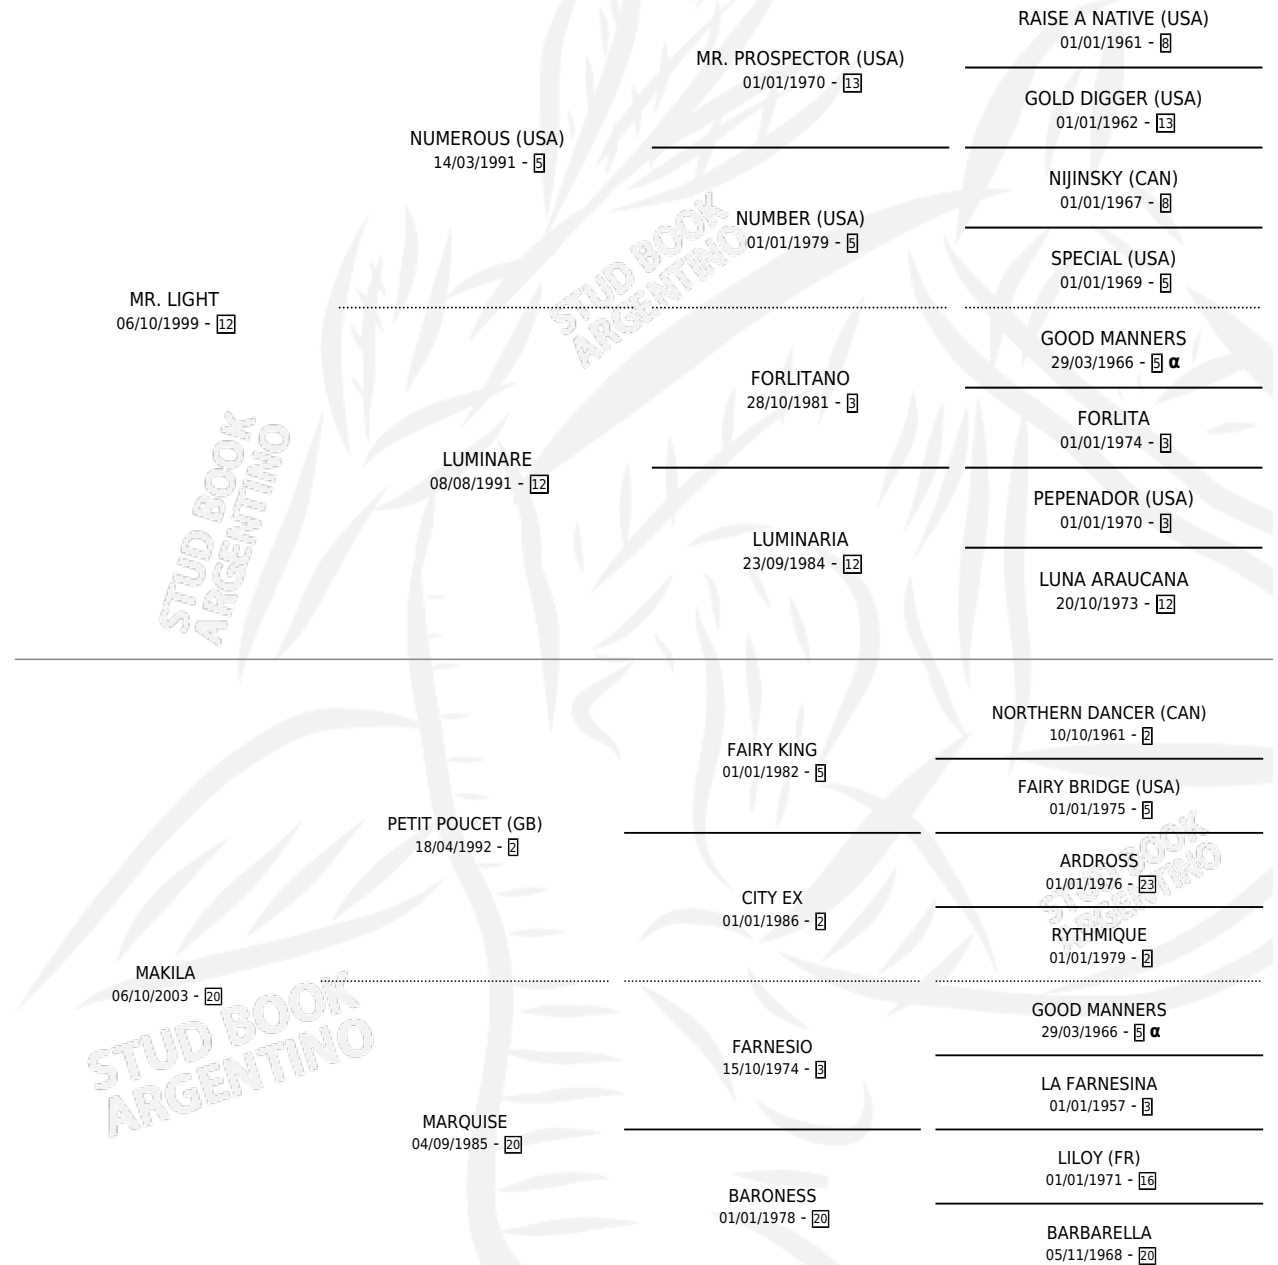 RAISE A NATIVE (USA)
01/01/1961 - 8
MR. PROSPECTOR (USA)
01/01/1970 - 13
GOLD DIGGER (USA)
01/01/1962 - 13
NUMEROUS (USA)
14/03/1991 - 5
NIJINSKY (CAN)
01/01/1967 - 8
NUMBER (USA)
01/01/1979 - 5
SPECIAL (USA)
01/01/1969 - 5
MR. LIGHT
06/10/1999 - 12
GOOD MANNERS
29/03/1966 - 5 α
FORLITANO
28/10/1981 - 3
FORLITA
01/01/1974 - 3
LUMINARE
08/08/1991 - 12
PEPENADOR (USA)
01/01/1970 - 3
LUMINARIA
23/09/1984 - 12
LUNA ARAUCANA
20/10/1973 - 12
NORTHERN DANCER (CAN)
10/10/1961 - 2
FAIRY KING
01/01/1982 - 5
FAIRY BRIDGE (USA)
01/01/1975 - 5
PETIT POUCET (GB)
18/04/1992 - 2
ARDROSS
01/01/1976 - 23
CITY EX
01/01/1986 - 2
RYTHMIQUE
01/01/1979 - 2
MAKILA
06/10/2003 - 20
GOOD MANNERS
29/03/1966 - 5 α
FARNESIO
15/10/1974 - 3
LA FARNESINA
01/01/1957 - 3
MARQUISE
04/09/1985 - 20
LILOY (FR)
01/01/1971 - 16
BARONESS
01/01/1978 - 20
BARBARELLA
05/11/1968 - 20
STUD BOOK
ARGENTINO
STUD BOOK
ARGENTINO
STUD BOOK
ARGENTINO
STUD BOOK
ARGENTINO